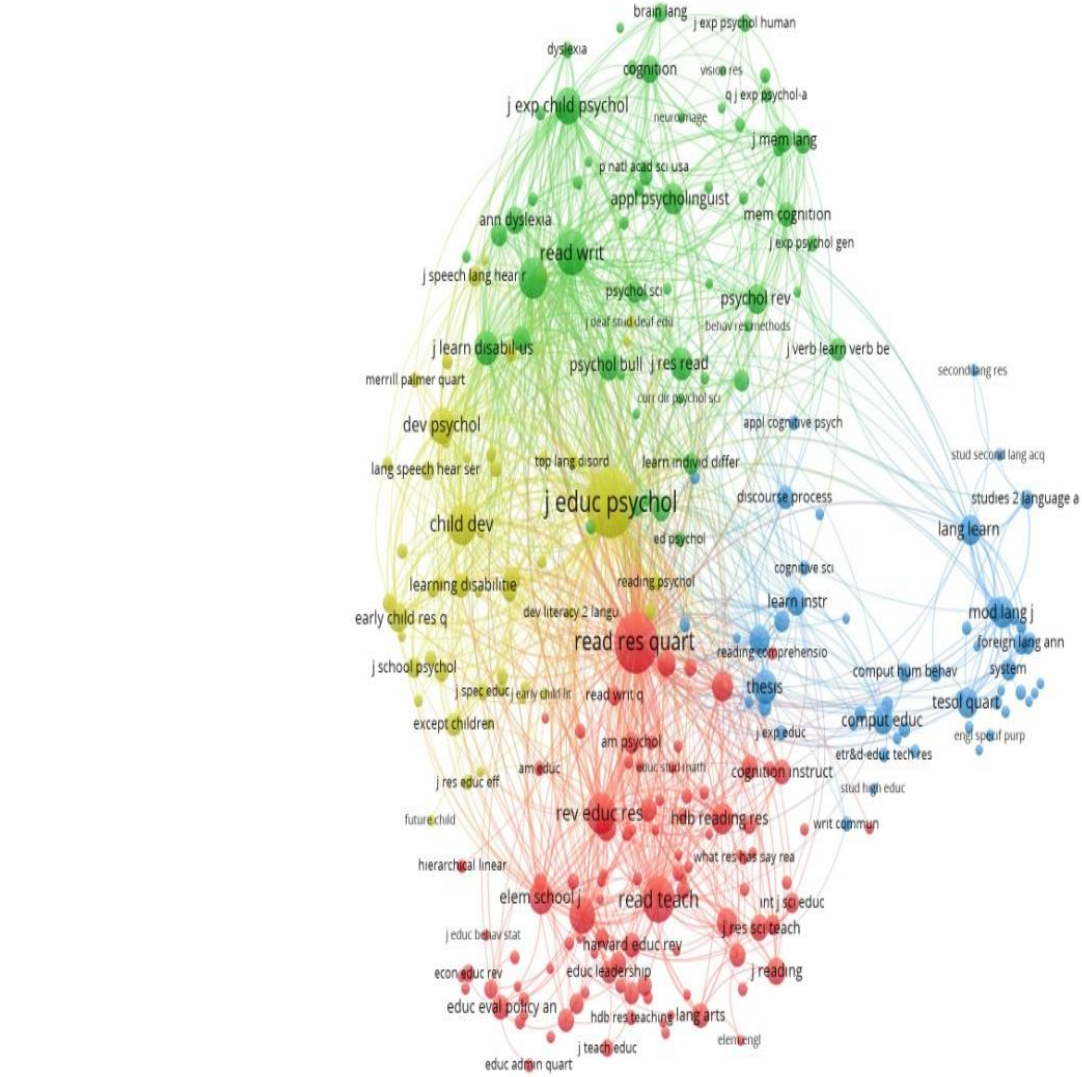 brain lang
j exp psychol human
dyslexia
cognition
vision res
q j exp psychol-a
j exp child psychol
neuroimage
j mem lang
p natl acad sci usa
appl psycholinguist
mem cognition
ann dyslexia
j exp psychol gen
read writ
j speech lang hear r
psychol sci
psychol rev
j deaf stud deaf edu
behav res methods
j learn disabil-us
j verb learn verb be
psychol bull
j res read
second lang res
merrill palmer quart
curr dir psychol sci
dev psychol
appl cognitive psych
stud second lang acq
top lang disord
learn individ differ
lang speech hear ser
discourse process
studies 2 language a
j educ psychol
child dev
lang learn
ed psychol
cognitive sci
reading psychol
learning disabilitie
learn instr
dev literacy 2 langu
mod lang j
early child res q
read res quart
foreign lang ann
reading comprehensio
j school psychol
comput hum behav
system
thesis
j spec educ
j early child lit
read writ q
tesol quart
except children
comput educ
j exp educ
engl specif purp
am psychol
etr&d-educ tech res
am educ
educ stud math
cognition instruct
j res educ eff
stud high educ
future child
rev educ res
hdb reading res
writ commun
hierarchical linear
what res has say rea
elem school j
read teach
int j sci educ
j res sci teach
j educ behav stat
harvard educ rev
econ educ rev
educ leadership
j reading
educ eval policy an
hdb res teaching
lang arts
elem engl
j teach educ
educ admin quart